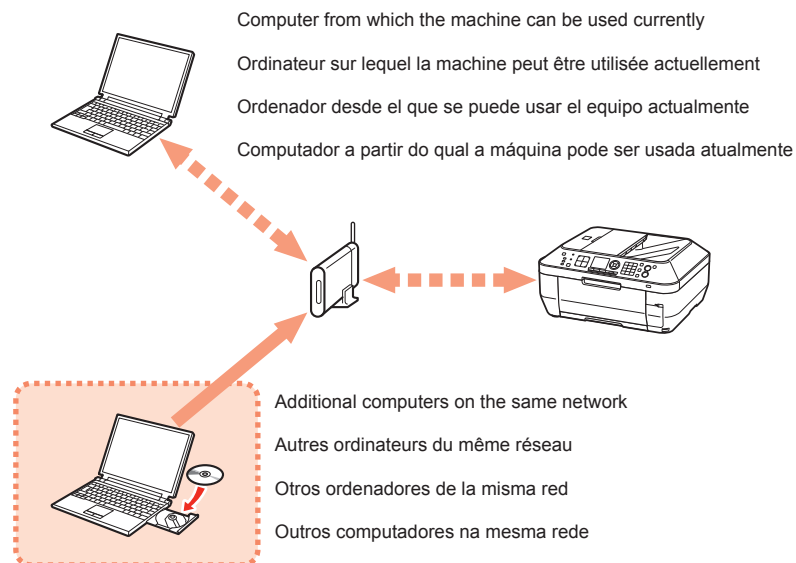 Computer from which the machine can be used currently
Ordinateur sur lequel la machine peut être utilisée actuellement
Ordenador desde el que se puede usar el equipo actualmente
Computador a partir do qual a máquina pode ser usada atualmente
Additional computers on the same network
Autres ordinateurs du même réseau
Otros ordenadores de la misma red
Outros computadores na mesma rede